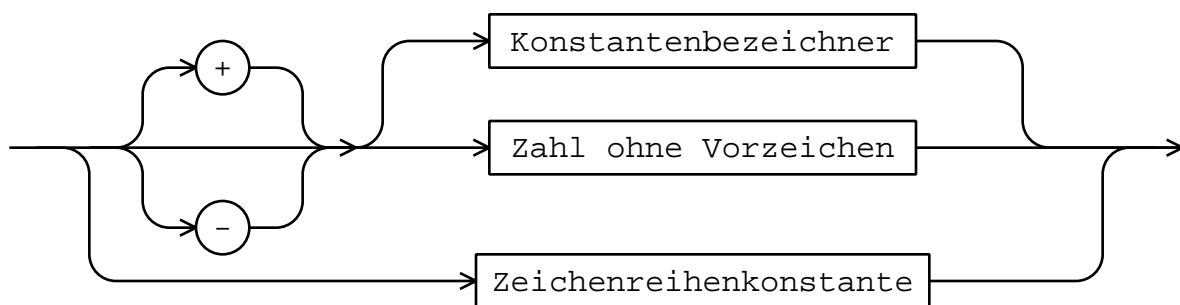 Konstantenbezeichner
+
Zahl ohne Vorzeichen
-
Zeichenreihenkonstante